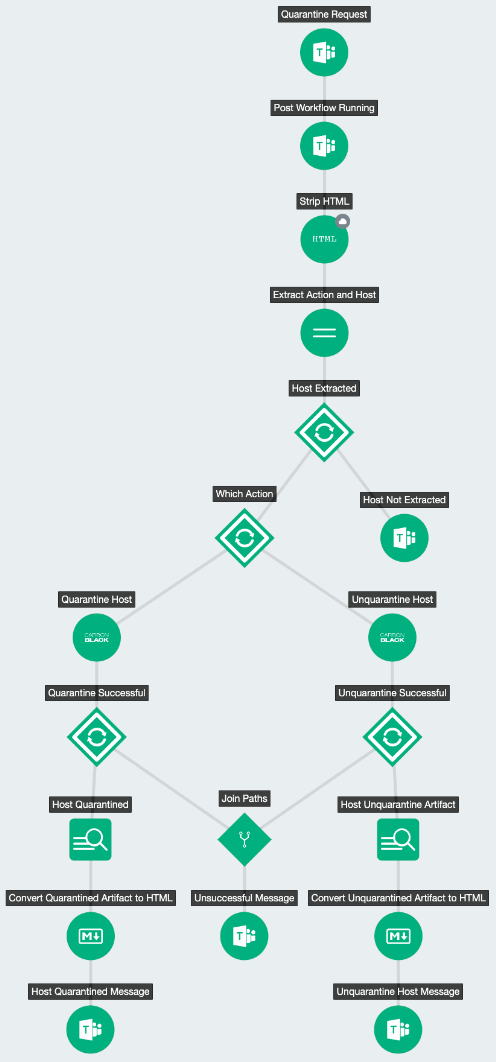 Quarantine Request
T
Post Workflow Running
T
Strip HTML
HTML
Extract Action and Host
Host Extracted
Which Action
Host Not Extracted
T
Quarantine Host
Unquarantine Host
CARBON
BLACK
CARBON
BLACK
Quarantine Successful
Unquarantine Successful
Host Quarantined
Join Paths
Host Unquarantine Artifact
Convert Quarantined Artifact to HTML
Unsuccessful Message
Convert Unquarantined Artifact to HTML
M
T
M
Host Quarantined Message
Unquarantine Host Message
T
T